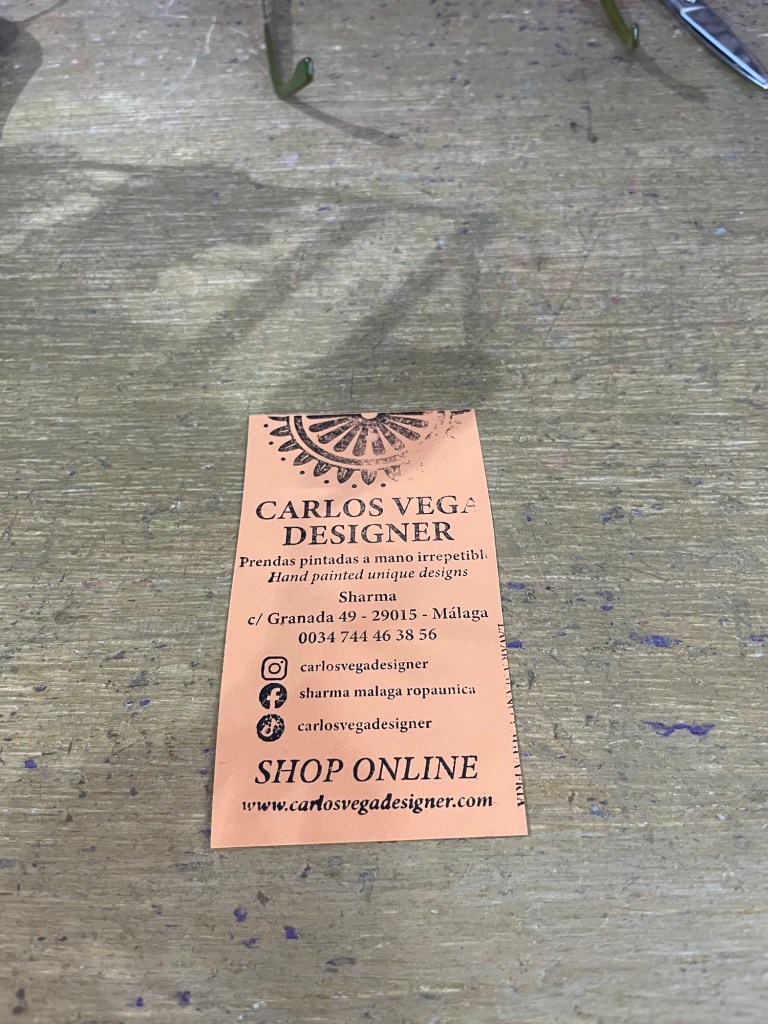 CARLOS VEGA
DESIGNER
Prendas pintadas a mano irrepetibl
Hand painted unique designs
Sharma
c/ Granada 49 - 29015 - Málaga
0034 744 46 38 56
carlosvegadesigner
sharma malaga ropaunica
carlosvegadesigner
SHOP ONLINE
www.carlosvegadesigner.com